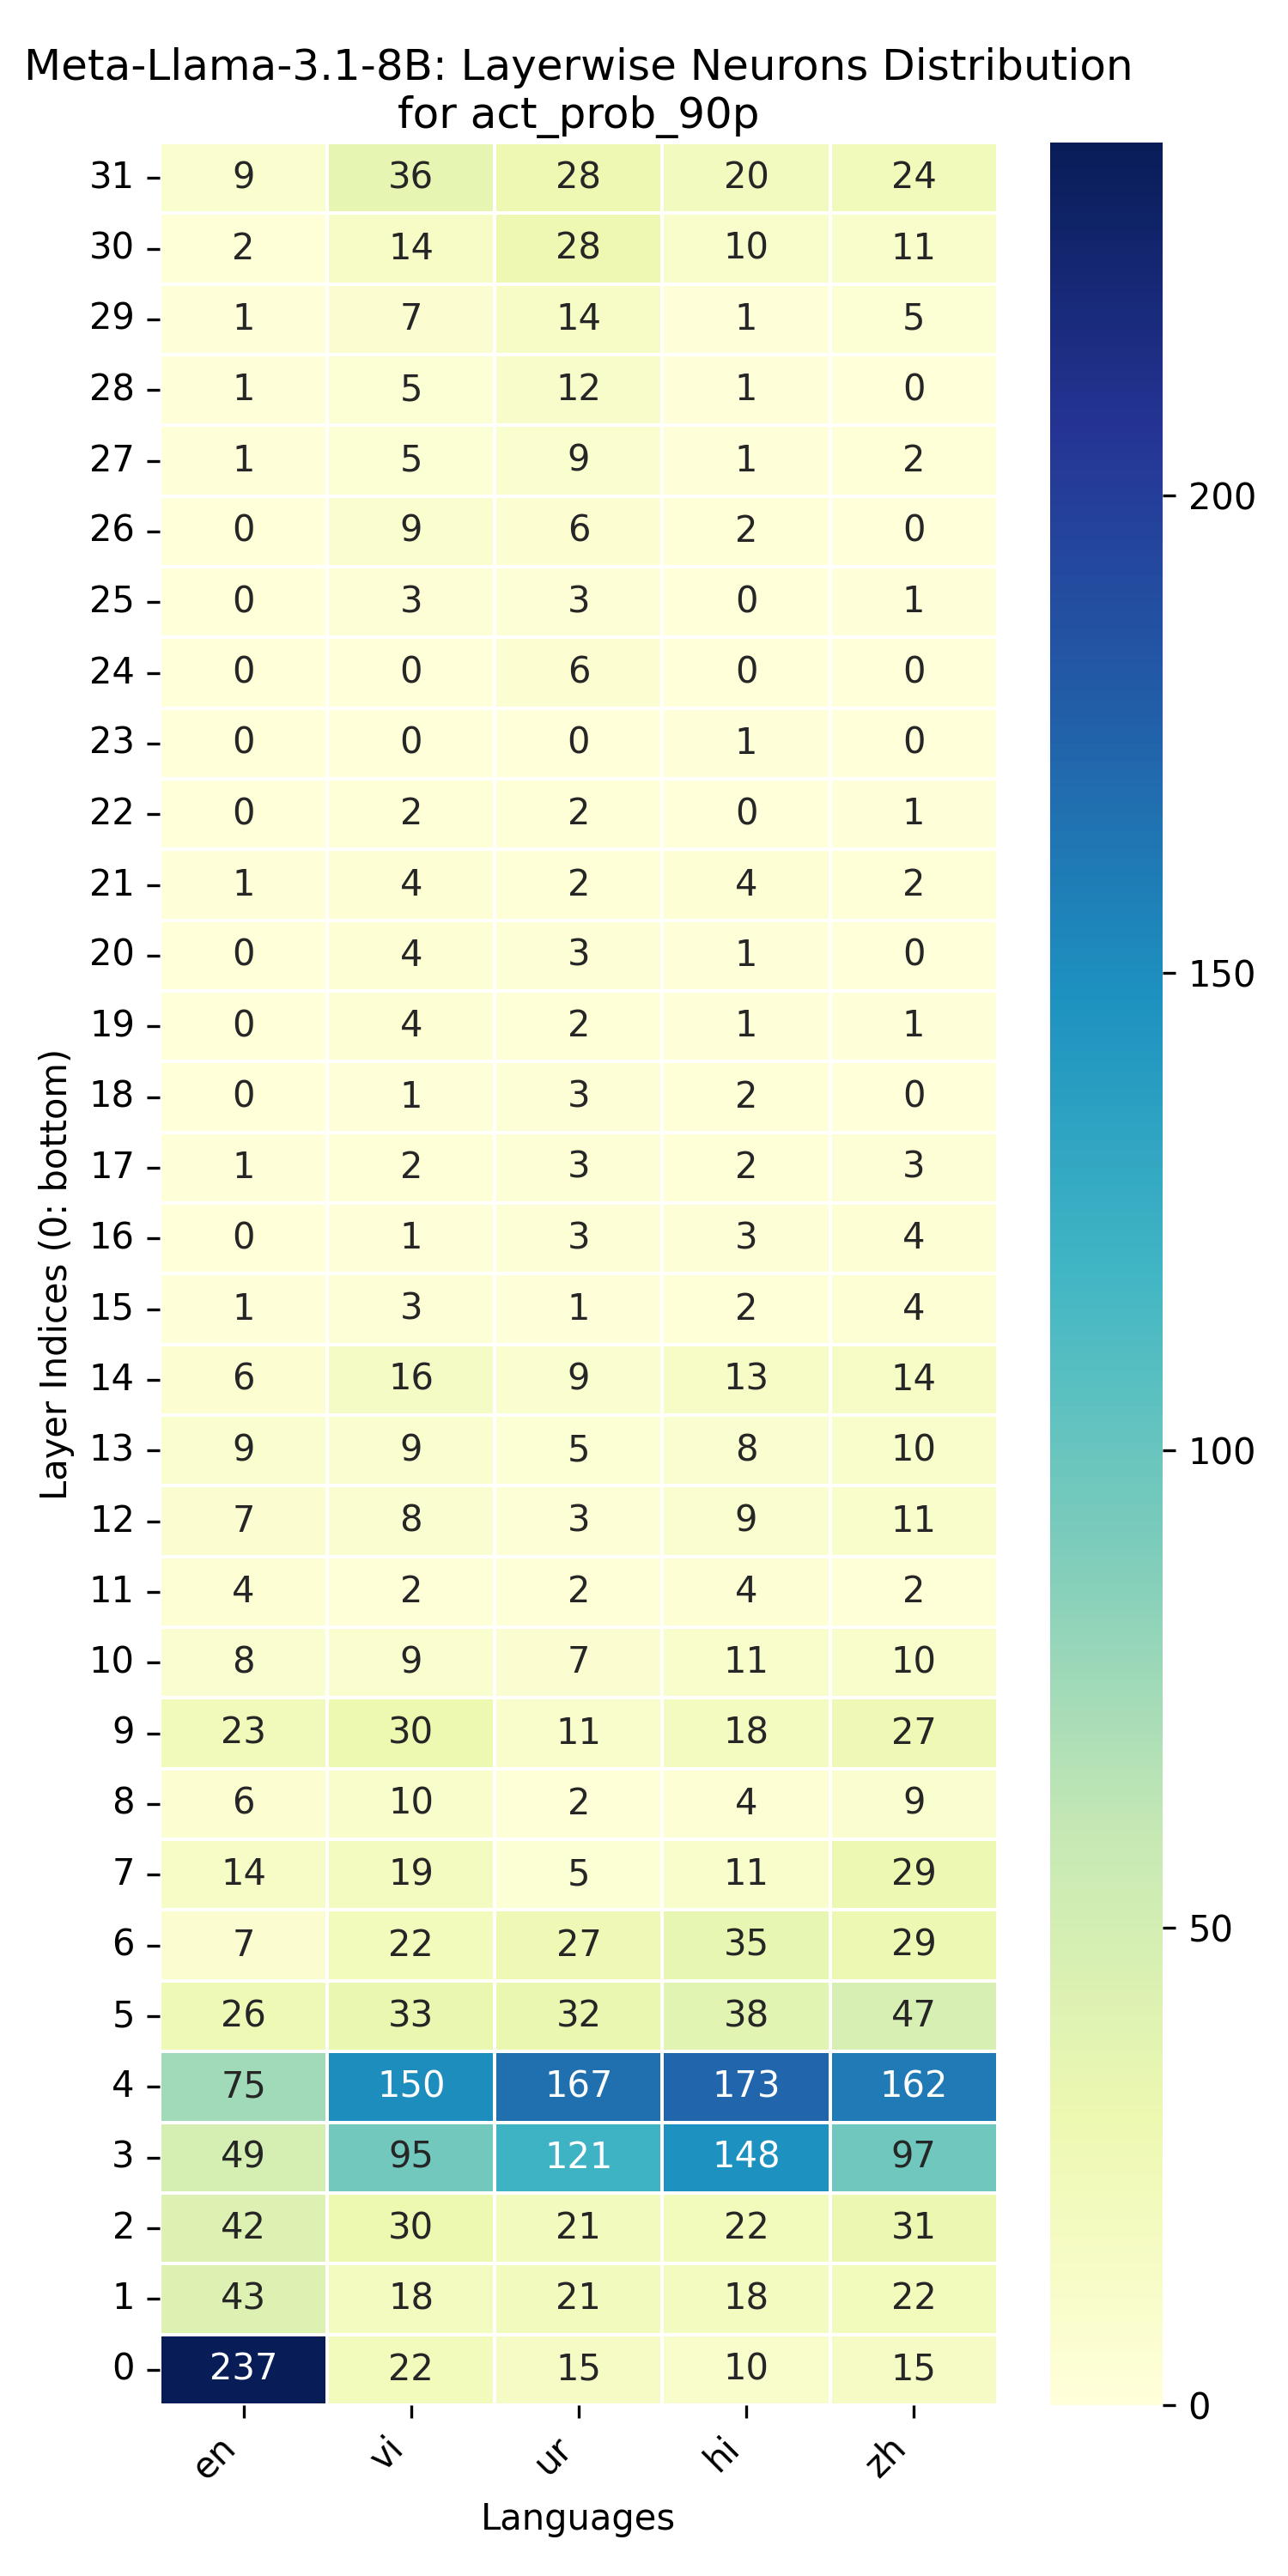 Meta-Llama-3.1-8B: Layerwise Neurons Distribution
for act_prob_90p
31 9 36 28 20 24
30 2 14 28 10 11
29 1 7 14 1 5
28 1 5 12 1 0
27 1 5 9 1 2
26 0 9 6 2 0
25 0 3 3 0 1
24 0 0 6 0 0
23 0 0 0 1 0
22 0 2 2 0 1
21 1 4 2 4 2
20 0 4 3 1 0
19 0 4 2 1 1
18 0 1 3 2 0
17 1 2 3 2 3
16 0 1 3 3 4
15 1 3 1 2 4
14 6 16 9 13 14
13 9 9 5 8 10
12 7 8 3 9 11
11 4 2 2 4 2
10 8 9 7 11 10
9 23 30 11 18 27
8 6 10 2 4 9
7 14 19 5 11 29
6 7 22 27 35 29
5 26 33 32 38 47
4 75 150 167 173 162
3 49 95 121 148 97
2 42 30 21 22 31
1 43 18 21 18 22
0 237 22 15 10 15
en vi ur hi zh
Languages
Layer Indices (0: bottom)
200
150
100
50
0